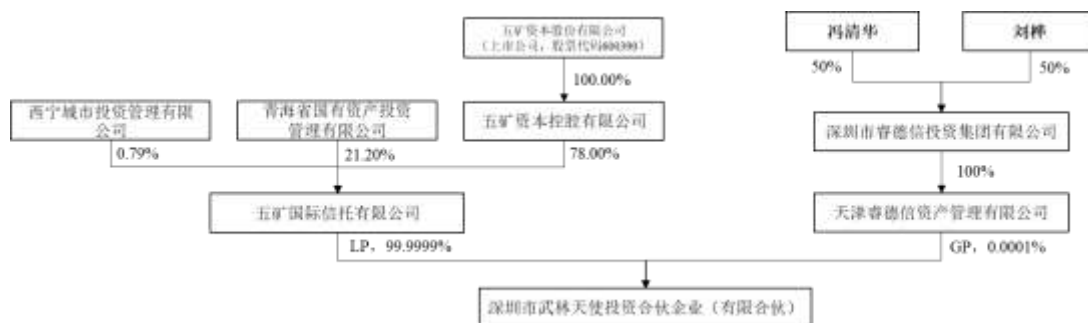 五矿资本股份有限公司
（上市公司，股票代码600390）
冯清华
刘桦
100.00%
50%
50%
西宁城市投资管理有限
公司
青海省国有资产投资
管理有限公司
五矿资本控股有限公司
深圳市睿德信投资集团有限公司
0.79%
21.20%
78.00%
100%
五矿国际信托有限公司
天津睿德信资产管理有限公司
LP，99.9999%
GP，0.0001%
深圳市武林天使投资合伙企业（有限合伙）